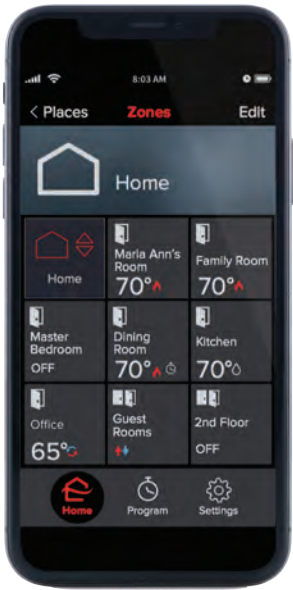 8:03 AM
< Places Zones Edit
Home
Home
Marla Ann's
Room
70°
Family Room
70°
Master
Bedroom
OFF
Dining
Room
70°
Kitchen
70°
Office
65°
Guest
Rooms
2nd Floor
OFF
Home Program Settings